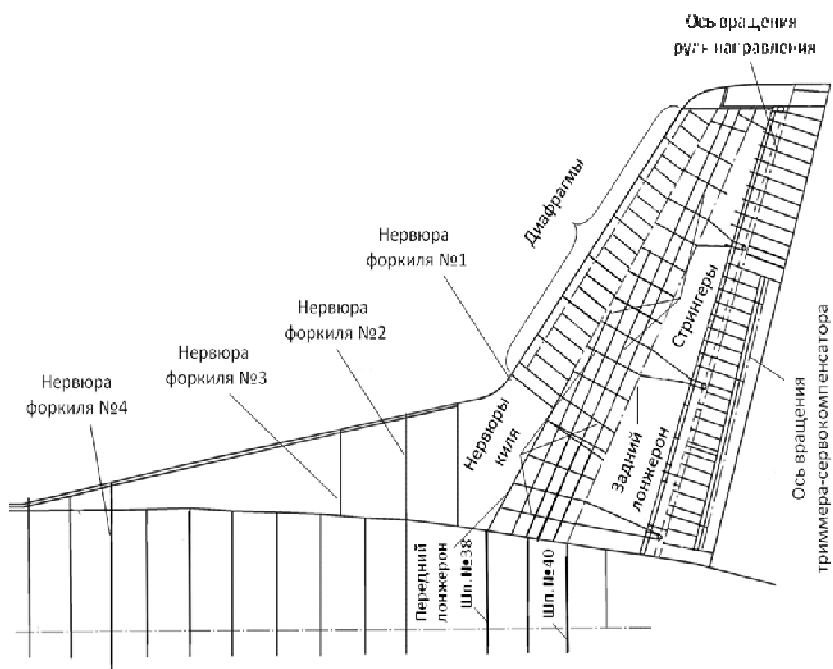 Ось вращения
руль направления
Диафрагмы
Нервюра
форкиля №1
Нервюра
форкиля №2
Нервюра
форкиля №3
Нервюра
форкиля №4
Стрингеры
Нервюры
киля
Задний
лонжерон
Передний
лонжерон
Шп. №38
Шп. №40
Ось вращения
триммера-сервокомпенсатора